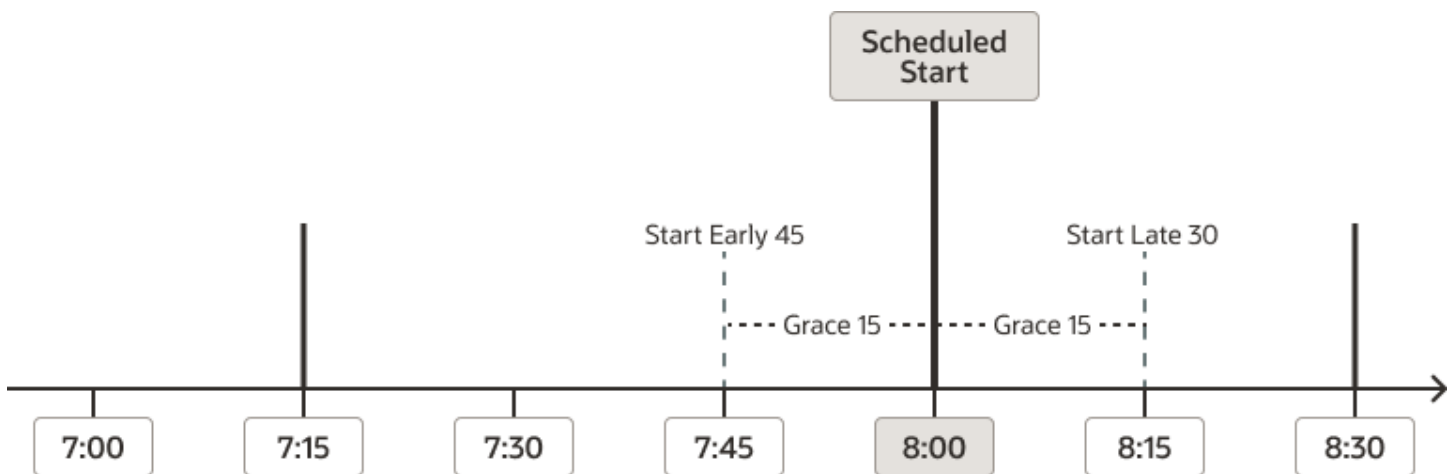 Scheduled
Start
Start Early 45
Start Late 30
Grace 15
Grace 15
7:00
7:15
7:30
7:45
8:00
8:15
8:30